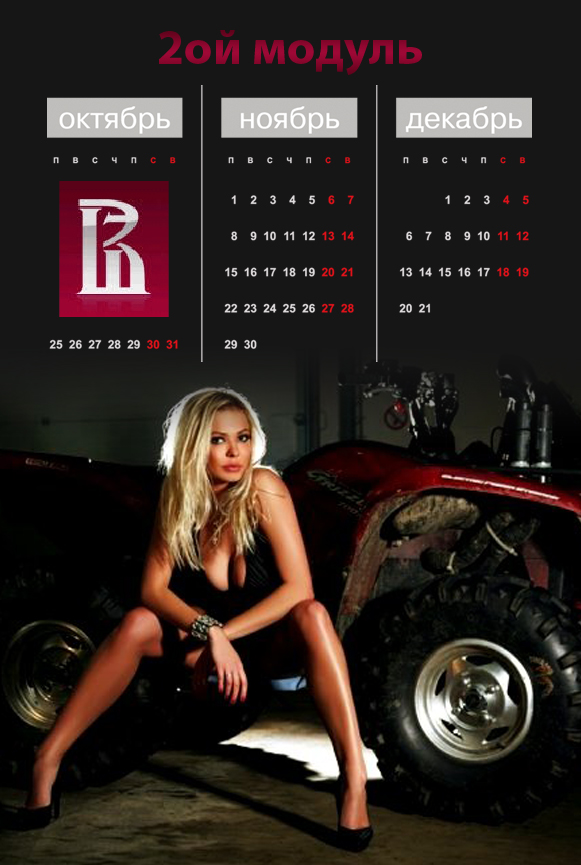 2ой модуль
октябрь
п в с ч п с в
25 26 27 28 29 30 31
ноябрь
п в с ч п с в
1 2 3 4 5 6 7
8 9 10 11 12 13 14
15 16 17 18 19 20 21
22 23 24 25 26 27 28
29 30
декабрь
п в с ч п с в
1 2 3 4 5
6 7 8 9 10 11 12
13 14 15 16 17 18 19
20 21
GRIZZLY